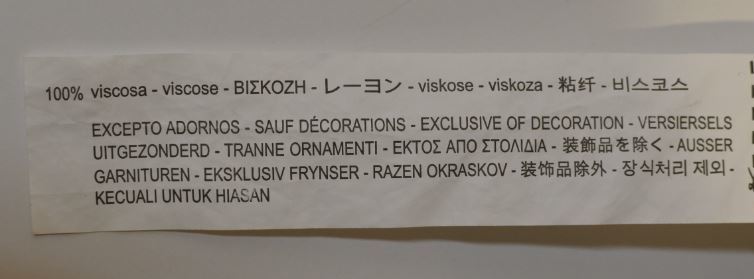 100% viscosa - viscose - ΒΙΣΚΟΖΗ - レーヨン - viskose - viskoza - 粘纤 - 비스코스
EXCEPTO ADORNOS - SAUF DÉCORATIONS - EXCLUSIVE OF DECORATION - VERSIERSELS
UITGEZONDERD - TRANNE ORNAMENTI - ΕΚΤΟΣ ΑΠΟ ΣΤΟΛΙΔΙΑ - 装飾品を除く - AUSSER
GARNITUREN - EKSKLUSIV FRYNSER - RAZEN OKRASKOV - 装饰品除外 - 장식처리 제외 -
KECUALI UNTUK HIASAN